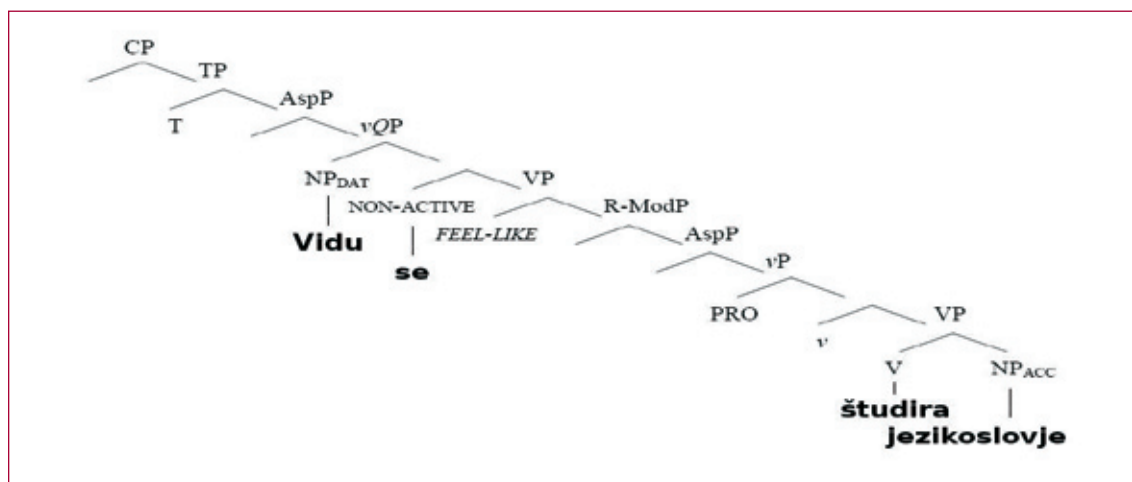 CP
TP
T
AspP
vQP
NP_DAT
VP
NON-ACTIVE
R-ModP
Vidu
FEEL-LIKE
AspP
se
vP
PRO
v
VP
V
NP_ACC
študira
jezikoslovje